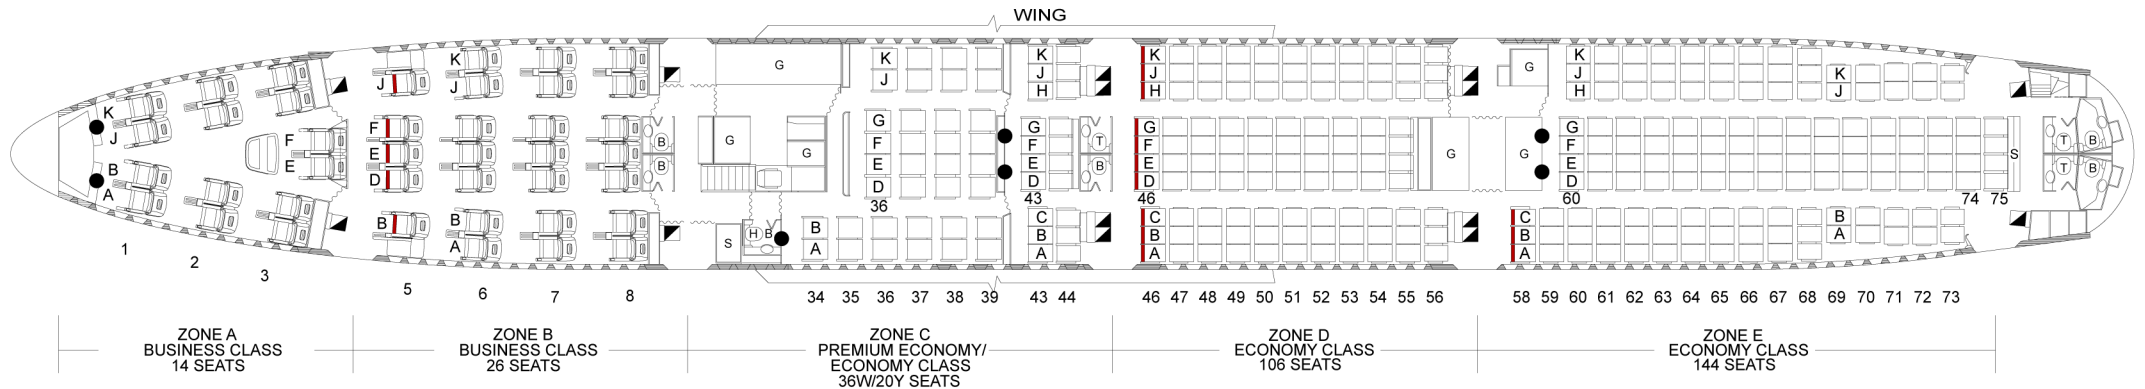 WING
K
J
B
A
F
E
J
F
E
D
B
K
J
B
A
B
B
G
G
G
S
H B
K
J
G
F
E
D
36
B
A
K
J
H
G
F
E
D
43
C
B
A
T
B
K
J
H
G
F
E
D
46
C
B
A
G
G
G
K
J
H
G
F
E
D
60
C
B
A
K
J
B
A
74 75
S
T
B
T
B
1
2
3
5
6
7
8
34 35 36 37 38 39 43 44 46 47 48 49 50 51 52 53 54 55 56 58 59 60 61 62 63 64 65 66 67 68 69 70 71 72 73
ZONE A
BUSINESS CLASS
14 SEATS
ZONE B
BUSINESS CLASS
26 SEATS
ZONE C
PREMIUM ECONOMY/
ECONOMY CLASS
36W/20Y SEATS
ZONE D
ECONOMY CLASS
106 SEATS
ZONE E
ECONOMY CLASS
144 SEATS